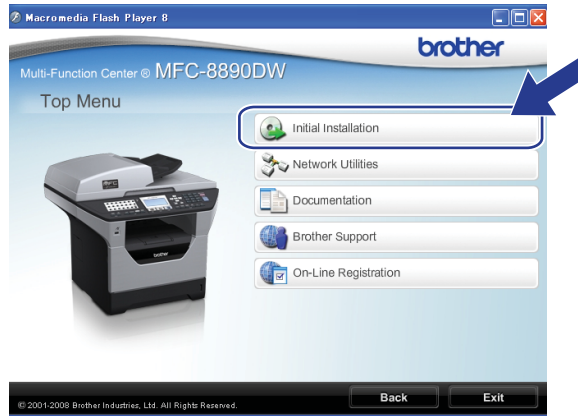 Macromedia Flash Player 8
brother
Multi-Function Center ® MFC-8890DW
Top Menu
Initial Installation
Network Utilities
Documentation
Brother Support
On-Line Registration
© 2001-2008 Brother Industries, Ltd. All Rights Reserved.
Back
Exit